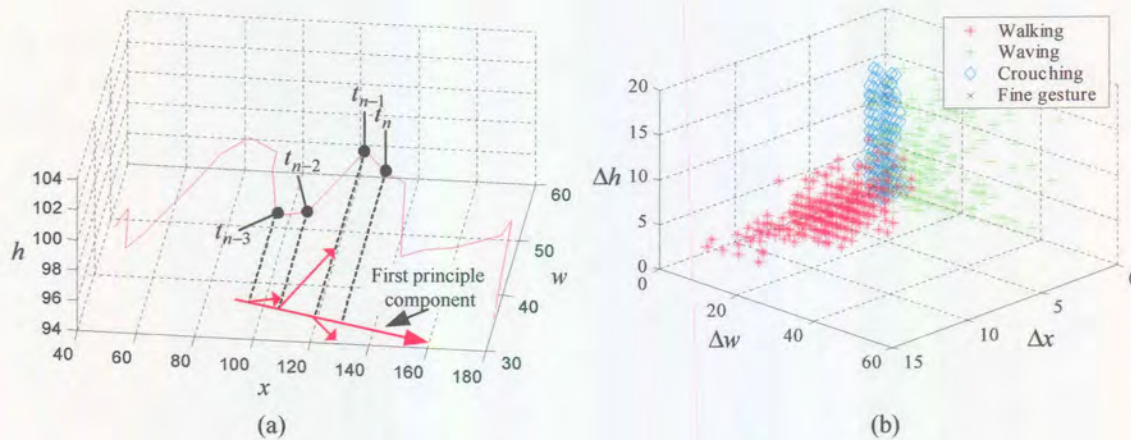 104
102
100
98
96
94
h
40
60
80
100
120
140
160
180
x
30
40
50
60
w
t_{n-3}
t_{n-2}
t_{n-1}
t_n
First principle
component
(a)
20
15
10
5
0
Δh
0
20
40
60
Δw
15
10
5
Δx
Walking
Waving
Crouching
Fine gesture
(b)